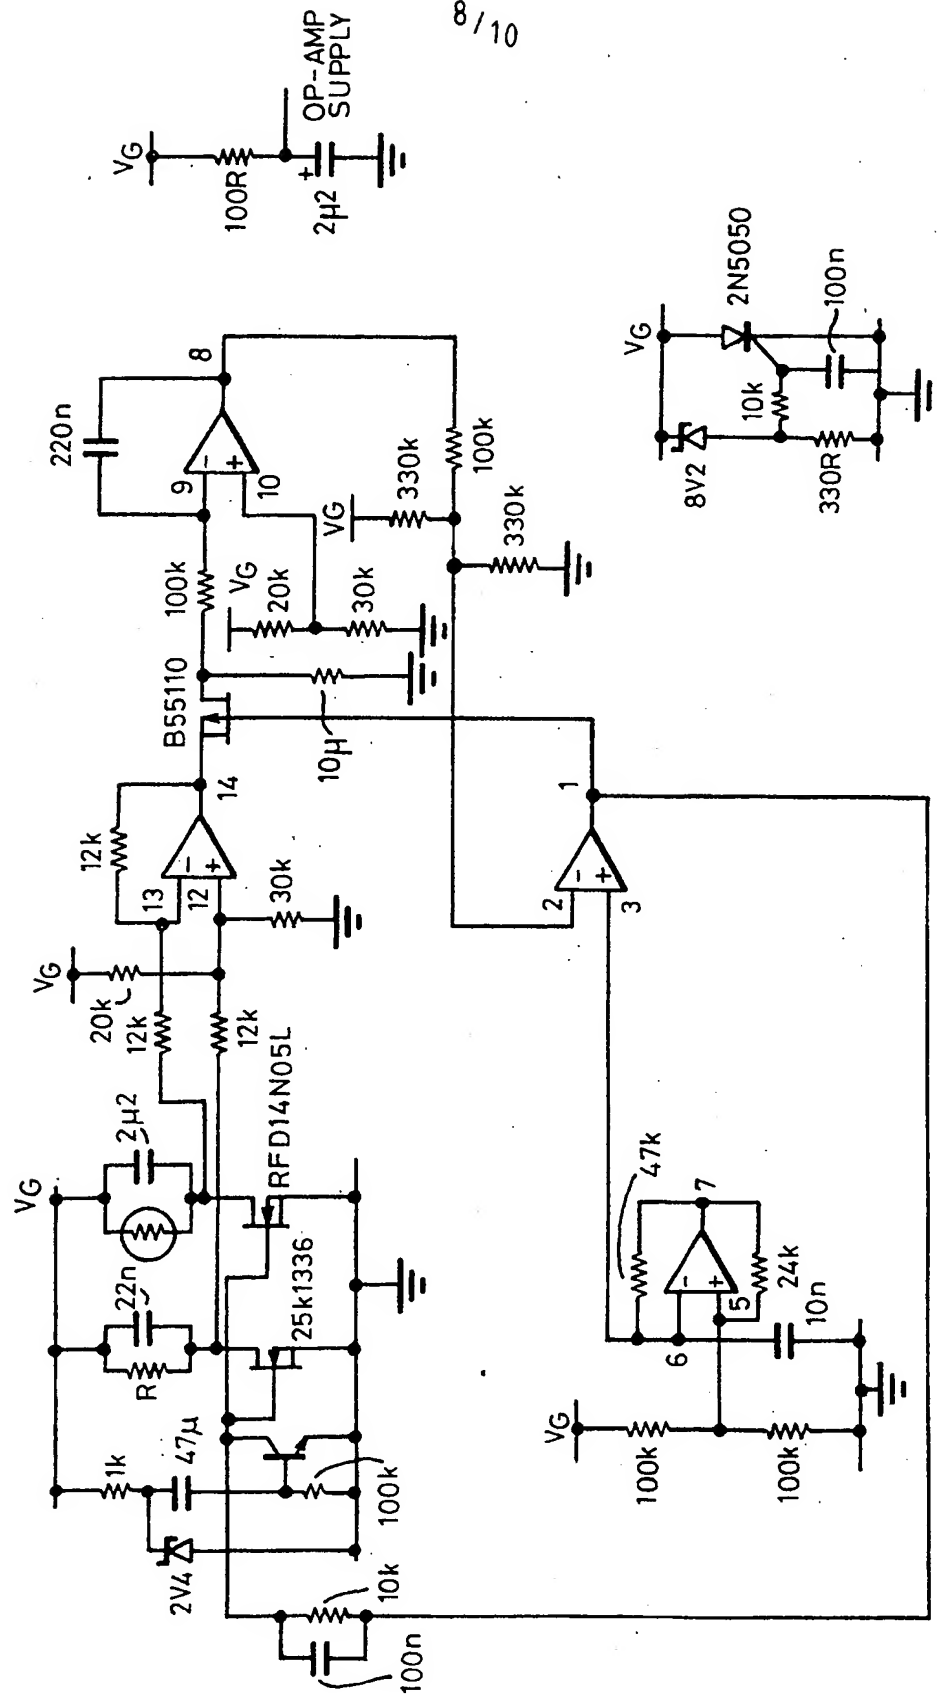 8/10
VG
100R
+
2μ2
OP-AMP
SUPPLY
220n
8
9
-
+
10
100k
VG
20k
30k
VG
330k
100k
330k
B55110
10μ
14
12k
13
12
-
+
30k
VG
20k
12k
12k
1
2
-
+
3
VG
8V2
10k
330R
2N5050
100n
VG
2μ2
RFD14N05L
22n
R
25k1336
1k
47μ
100k
2V4
10k
100n
47k
7
-
+
5
6
24k
10n
VG
100k
100k